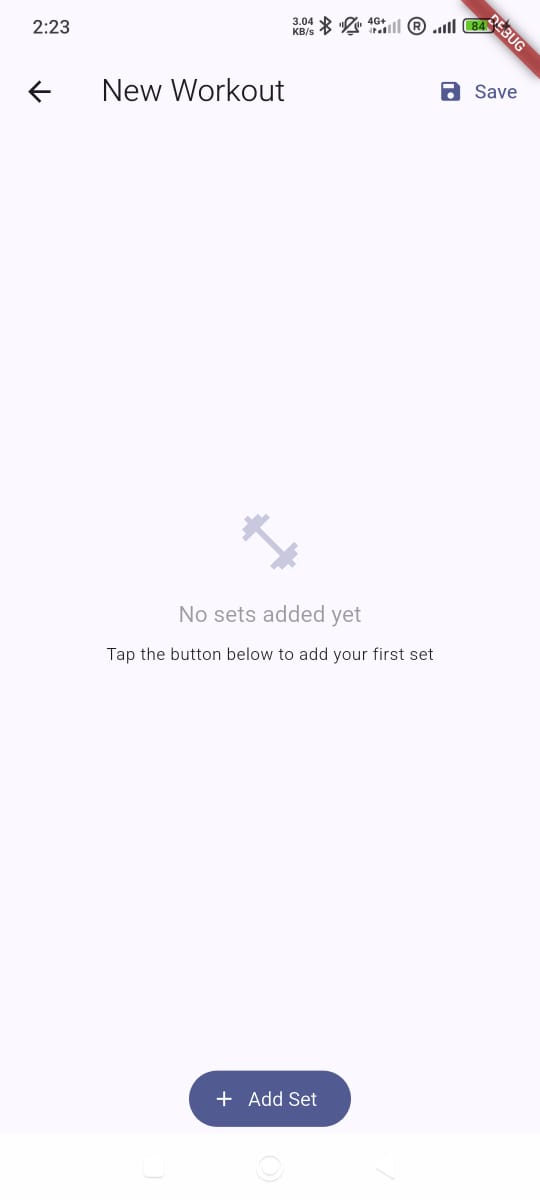 2:23
3.04
KB/s
4G+
R
84
DEBUG
New Workout
Save
No sets added yet
Tap the button below to add your first set
Add Set